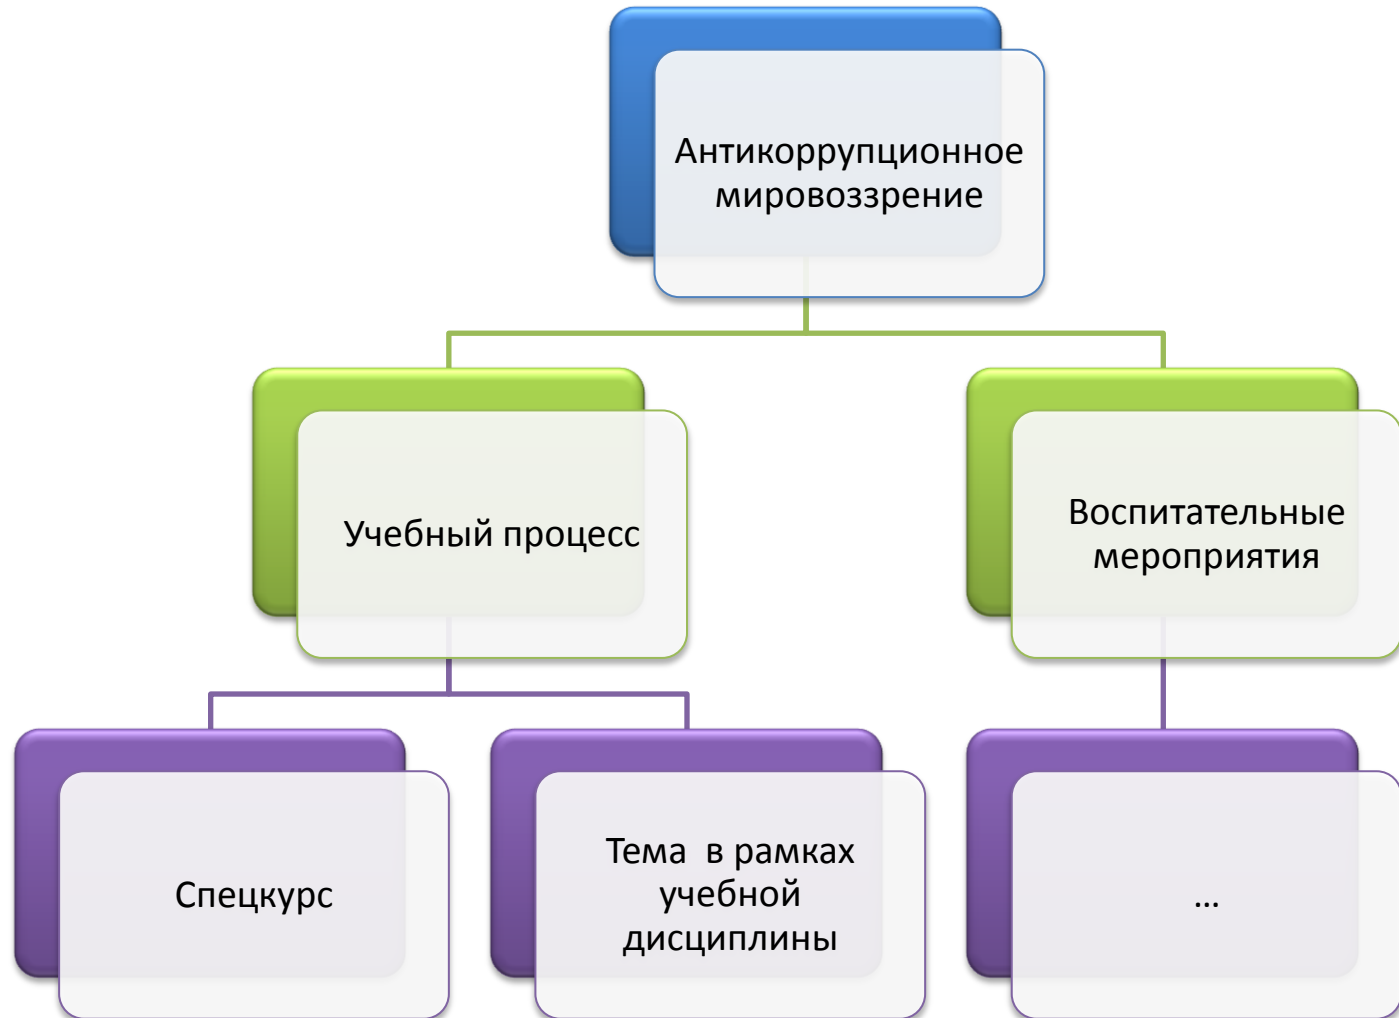 Антикоррупционное
мировоззрение
Учебный процесс
Воспитательные
мероприятия
Спецкурс
Тема  в рамках
учебной
дисциплины
...